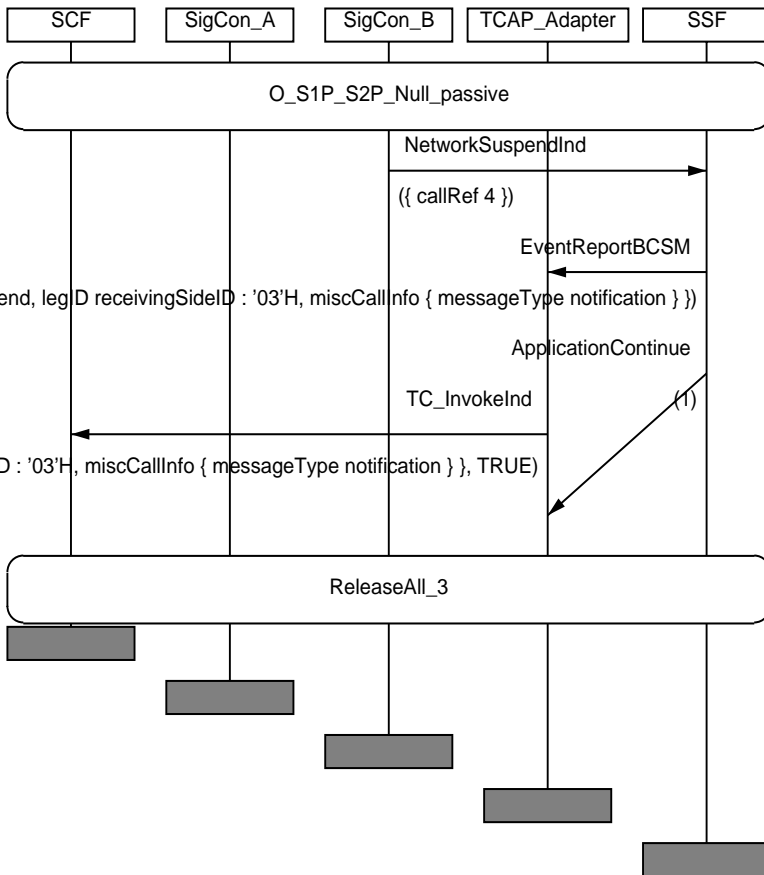 SCF SigCon_A SigCon_B TCAP_Adapter SSF
O_S1P_S2P_Null_passive
NetworkSuspendInd
({ callRef 4 })
EventReportBCSM
end, legID receivingSideID : '03'H, miscCallInfo { messageType notification } })
ApplicationContinue
TC_InvokeInd
(1)
D : '03'H, miscCallInfo { messageType notification } }, TRUE)
ReleaseAll_3